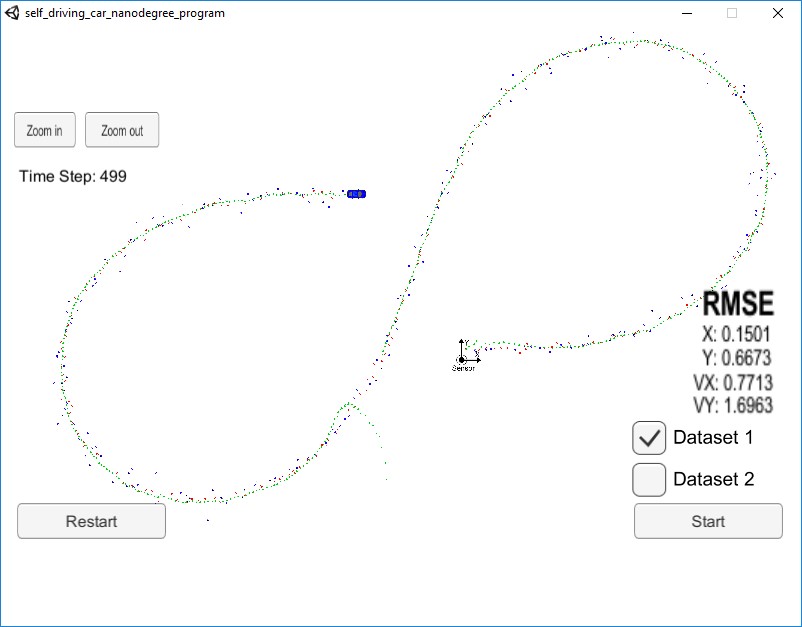 self_driving_car_nanodegree_program
Zoom in
Zoom out
Time Step: 499
Sensor
RMSE
X: 0.1501
Y: 0.6673
VX: 0.7713
VY: 1.6963
Dataset 1
Dataset 2
Restart
Start